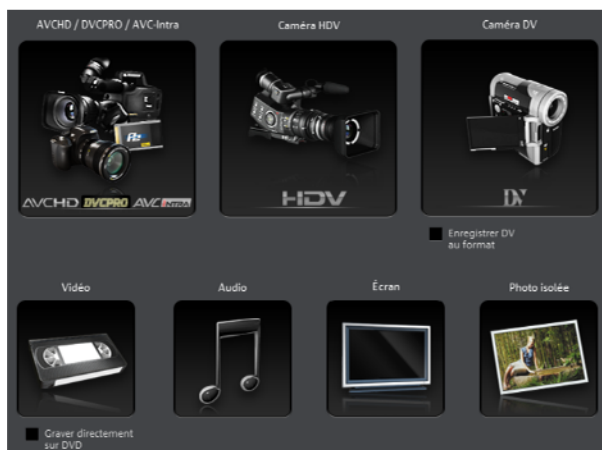 AVCHD / DVCPRO / AVC-Intra
Caméra HDV
Caméra DV
AVCHD DVCPRO AVC INTRA
HDV
DV
Enregistrer DV
au format
Vidéo
Audio
Écran
Photo isolée
Graver directement
sur DVD